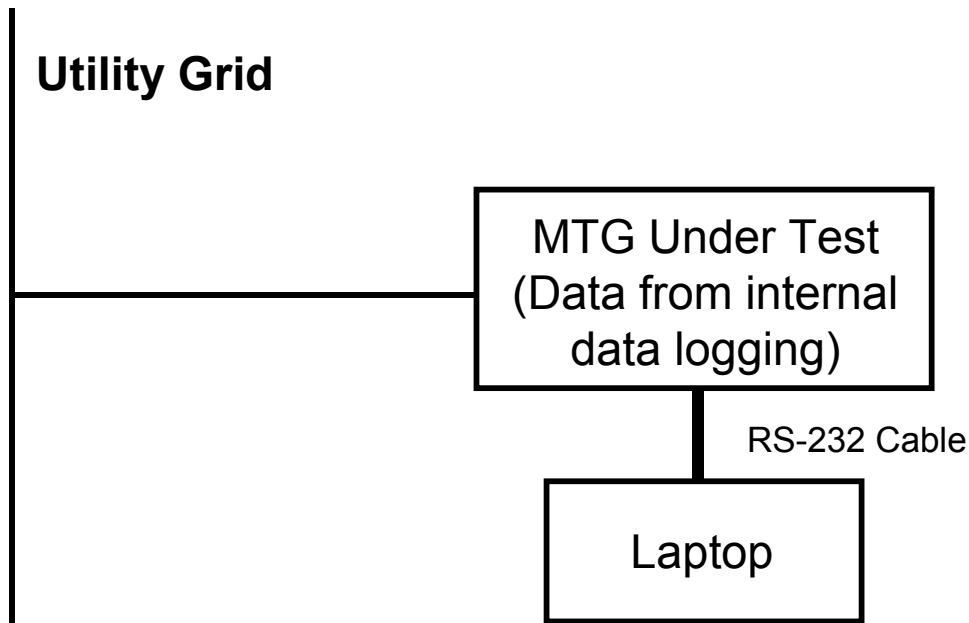 Utility Grid
MTG Under Test
(Data from internal
data logging)
RS-232 Cable
Laptop